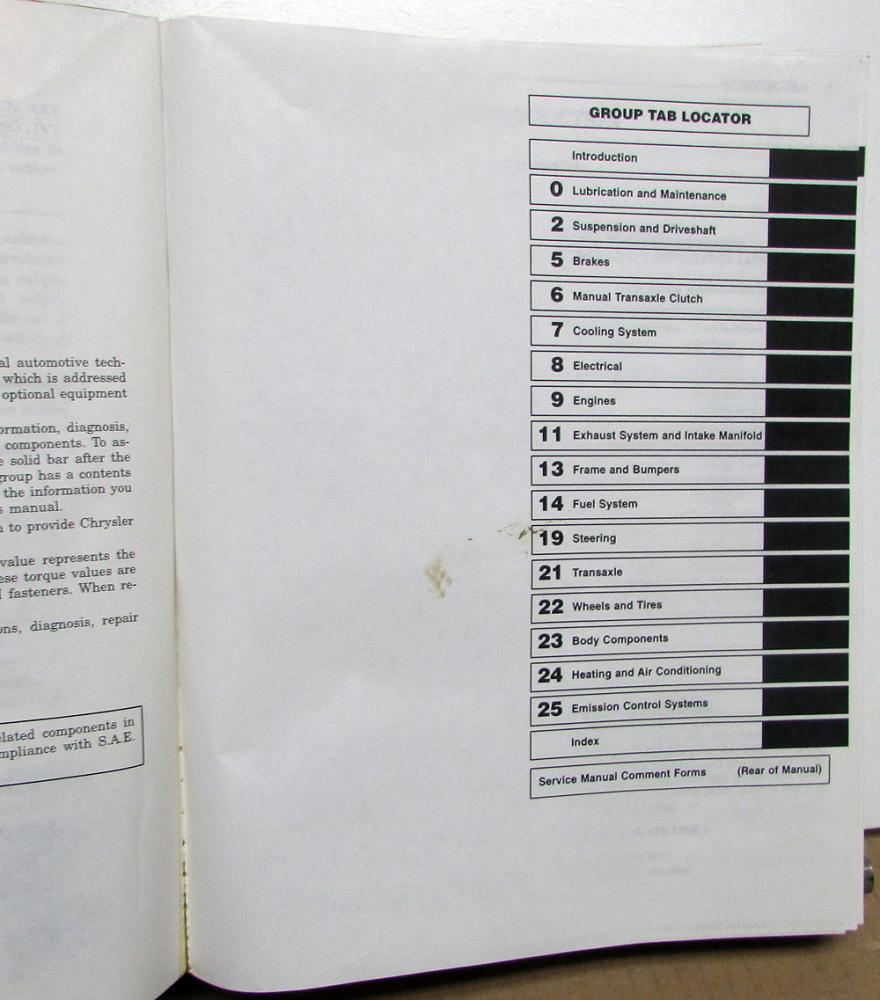 al automotive tech-
which is addressed
optional equipment
ormation, diagnosis,
components. To as-
e solid bar after the
group has a contents
the information you
s manual.
n to provide Chrysler
value represents the
ese torque values are
fasteners. When re-
ons, diagnosis, repair
elated components in
mpliance with S.A.E.
GROUP TAB LOCATOR
Introduction
0 Lubrication and Maintenance
2 Suspension and Driveshaft
5 Brakes
6 Manual Transaxle Clutch
7 Cooling System
8 Electrical
9 Engines
11 Exhaust System and Intake Manifold
13 Frame and Bumpers
14 Fuel System
19 Steering
21 Transaxle
22 Wheels and Tires
23 Body Components
24 Heating and Air Conditioning
25 Emission Control Systems
Index
Service Manual Comment Forms (Rear of Manual)